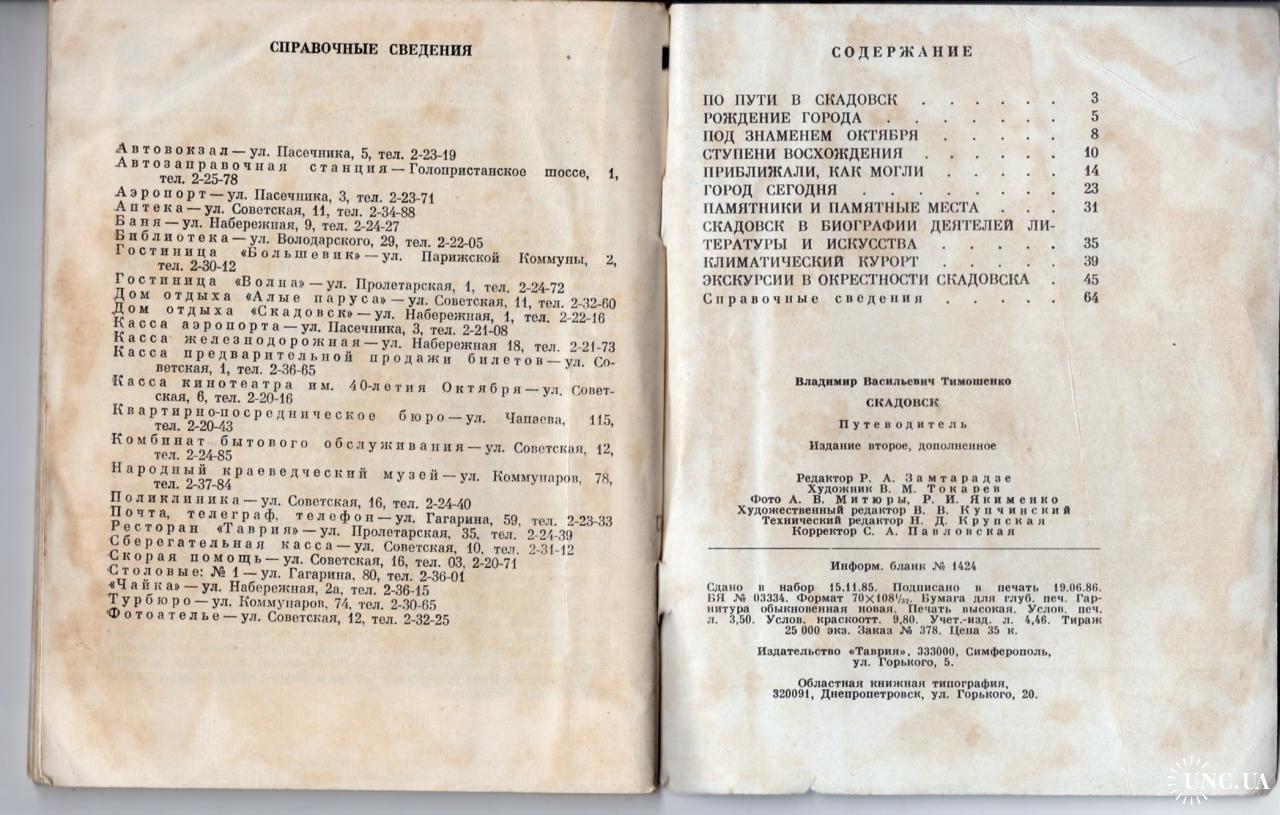 СПРАВОЧНЫЕ СВЕДЕНИЯ
Автовокзал — ул. Пасечника, 5, тел. 2-23-19
Автозаправочная станция — Голопристанское шоссе, 1,
тел. 2-25-78
Аэропорт — ул. Пасечника, 3, тел. 2-23-71
Аптека — ул. Советская, 11, тел. 2-34-88
Баня — ул. Набережная, 9, тел. 2-24-27
Библиотека — ул. Володарского, 29, тел. 2-22-05
Гостиница «Большевик» — ул. Парижской Коммуны, 2,
тел. 2-30-12
Гостиница «Волна» — ул. Пролетарская, 1, тел. 2-24-72
Дом отдыха «Алые паруса» — ул. Советская, 11, тел. 2-32-60
Дом отдыха «Скадовск» — ул. Набережная, 1, тел. 2-22-16
Касса аэропорта — ул. Пасечника, 3, тел. 2-21-08
Касса железнодорожная — ул. Набережная 18, тел. 2-21-73
Касса предварительной продажи билетов — ул. Со-
ветская, 1, тел. 2-36-65
Касса кинотеатра им. 40-летия Октября — ул. Совет-
ская, 6, тел. 2-20-16
Квартирно-посредническое бюро — ул. Чапаева, 115,
тел. 2-20-43
Комбинат бытового обслуживания — ул. Советская, 12,
тел. 2-24-85
Народный краеведческий музей — ул. Коммунаров, 78,
тел. 2-37-84
Поликлиника — ул. Советская, 16, тел. 2-24-40
Почта, телеграф, телефон — ул. Гагарина, 59, тел. 2-23-33
Ресторан «Таврия» — ул. Пролетарская, 35, тел. 2-24-39
Сберегательная касса — ул. Советская, 10, тел. 2-31-12
Скорая помощь — ул. Советская, 16, тел. 03, 2-20-71
Столовые: № 1 — ул. Гагарина, 80, тел. 2-36-01
«Чайка» — ул. Набережная, 2а, тел. 2-36-15
Турбюро — ул. Коммунаров, 74, тел. 2-30-65
Фотоателье — ул. Советская, 12, тел. 2-32-25
СОДЕРЖАНИЕ
ПО ПУТИ В СКАДОВСК . . . . . . 3
РОЖДЕНИЕ ГОРОДА . . . . . . . 5
ПОД ЗНАМЕНЕМ ОКТЯБРЯ . . . . . 8
СТУПЕНИ ВОСХОЖДЕНИЯ . . . . . . 10
ПРИБЛИЖАЛИ, КАК МОГЛИ . . . . . 14
ГОРОД СЕГОДНЯ . . . . . . . . 23
ПАМЯТНИКИ И ПАМЯТНЫЕ МЕСТА . . . 31
СКАДОВСК В БИОГРАФИИ ДЕЯТЕЛЕЙ ЛИ-
ТЕРАТУРЫ И ИСКУССТВА . . . . . 35
КЛИМАТИЧЕСКИЙ КУРОРТ . . . . . 39
ЭКСКУРСИИ В ОКРЕСТНОСТИ СКАДОВСКА . 45
Справочные сведения . . . . . 64
Владимир Васильевич Тимошенко
СКАДОВСК
Путеводитель
Издание второе, дополненное
Редактор Р. А. Замтарадзе
Художник В. М. Токарев
Фото А. В. Митюры, Р. И. Якименко
Художественный редактор В. В. Купчинский
Технический редактор Н. Д. Крупская
Корректор С. А. Павловская
Информ. бланк № 1424
Сдано в набор 15.11.85. Подписано в печать 19.06.86.
БЯ № 03334. Формат 70×108¹/₃₂. Бумага для глуб. печ. Гар-
нитура обыкновенная новая. Печать высокая. Услов. печ.
л. 3,50. Услов. краскоотт. 9,80. Учет.-изд. л. 4,46. Тираж
25 000 экз. Заказ № 378. Цена 35 к.
Издательство «Таврия», 333000, Симферополь,
ул. Горького, 5.
Областная книжная типография,
320091, Днепропетровск, ул. Горького, 20.
UNC.UA